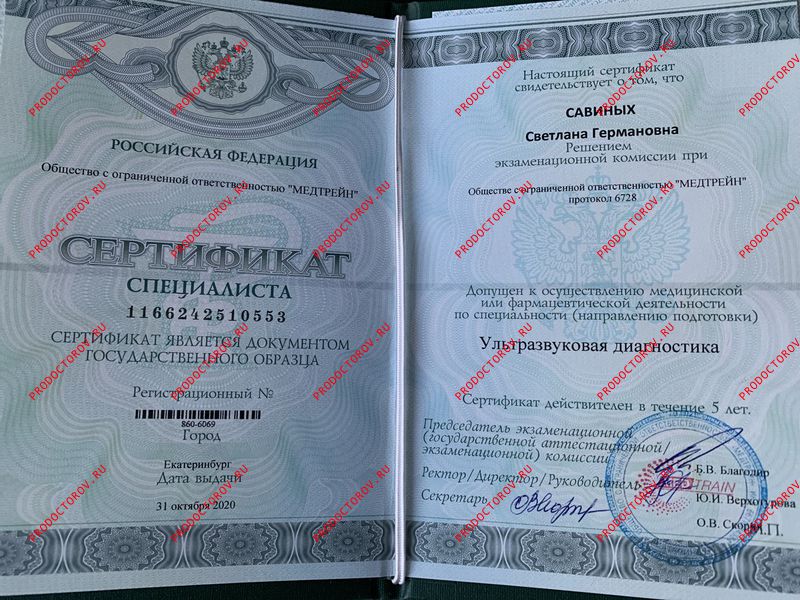 РОССИЙСКАЯ ФЕДЕРАЦИЯ
Общество с ограниченной ответственностью "МЕДТРЕЙН"
СЕРТИФИКАТ
СПЕЦИАЛИСТА
1166242510553
СЕРТИФИКАТ ЯВЛЯЕТСЯ ДОКУМЕНТОМ
ГОСУДАРСТВЕННОГО ОБРАЗЦА
Регистрационный №
860-6069
Город
Екатеринбург
Дата выдачи
31 октября 2020
Настоящий сертификат
свидетельствует о том, что
САВИНЫХ
Светлана Германовна
Решением
экзаменационной комиссии при
Обществе с ограниченной ответственностью "МЕДТРЕЙН"
протокол 6728
Допущен к осуществлению медицинской
или фармацевтической деятельности
по специальности (направлению подготовки)
Ультразвуковая диагностика
Сертификат действителен в течение 5 лет.
Председатель экзаменационной
(государственной аттестационной/
экзаменационной) комиссии
Б.В. Благодир
Ректор/Директор/Руководитель
Ю.И. Верхотурова
Секретарь
О.В. Скорин
М.П.
PRODOCTOROV.RU